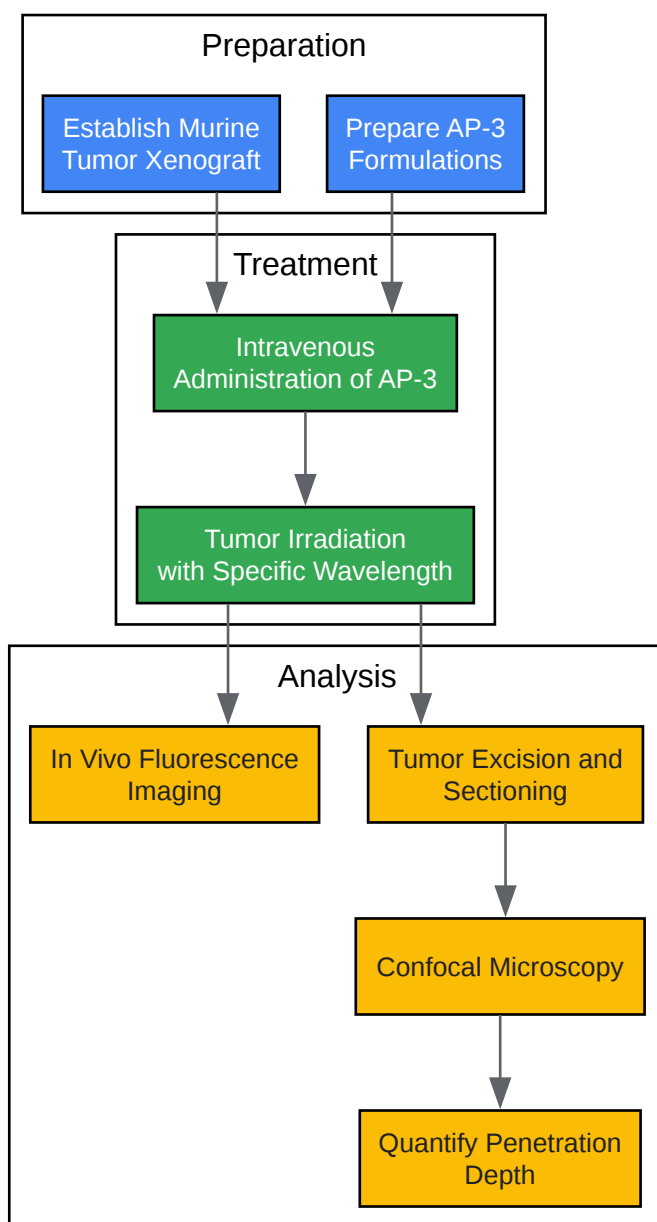 Preparation
Establish Murine
Tumor Xenograft
Prepare AP-3
Formulations
Treatment
Intravenous
Administration of AP-3
Tumor Irradiation
with Specific Wavelength
Analysis
In Vivo Fluorescence
Imaging
Tumor Excision and
Sectioning
Confocal Microscopy
Quantify Penetration
Depth